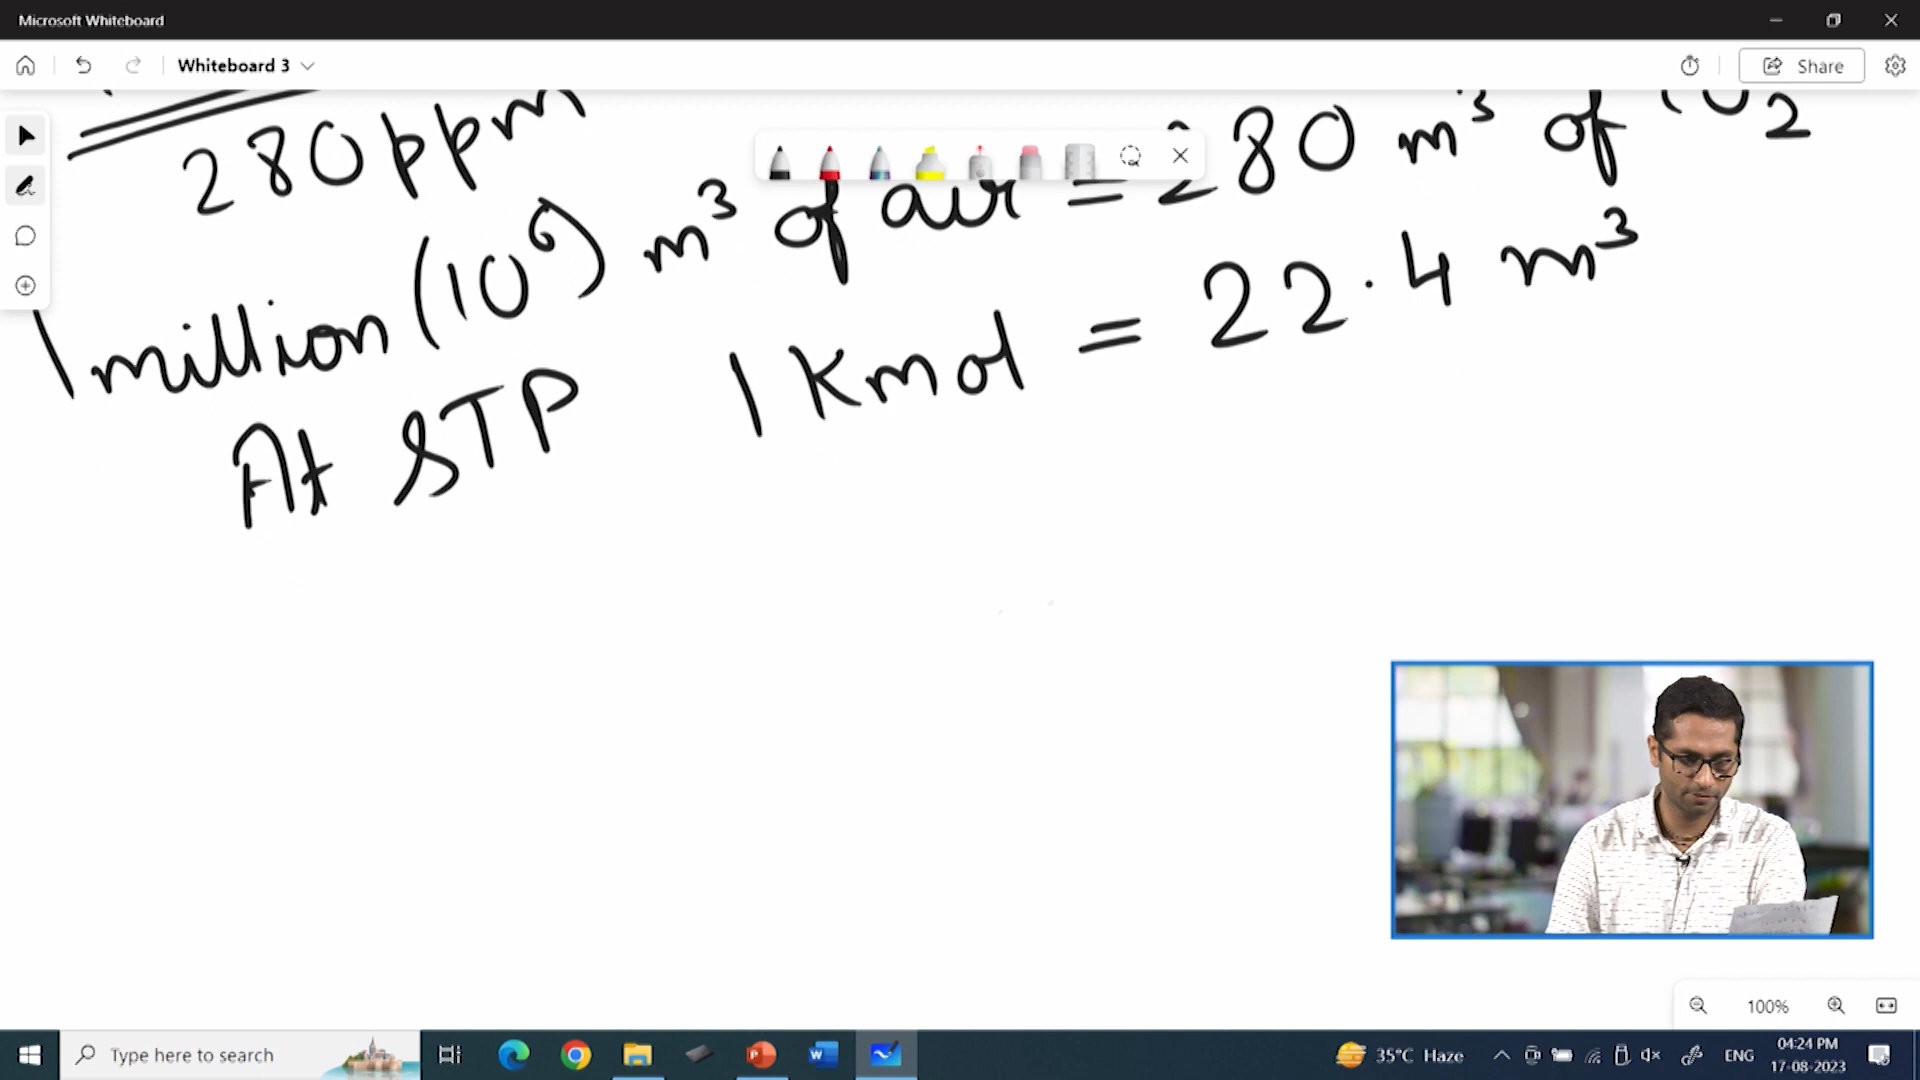 Microsoft Whiteboard
Whiteboard 3
Share
280 ppm
1 million (10⁶) m³ of air = 280 m³ of CO₂
At STP 1 Kmol = 22.4 m³
100%
Type here to search
35°C Haze
ENG
04:24 PM
17-08-2023